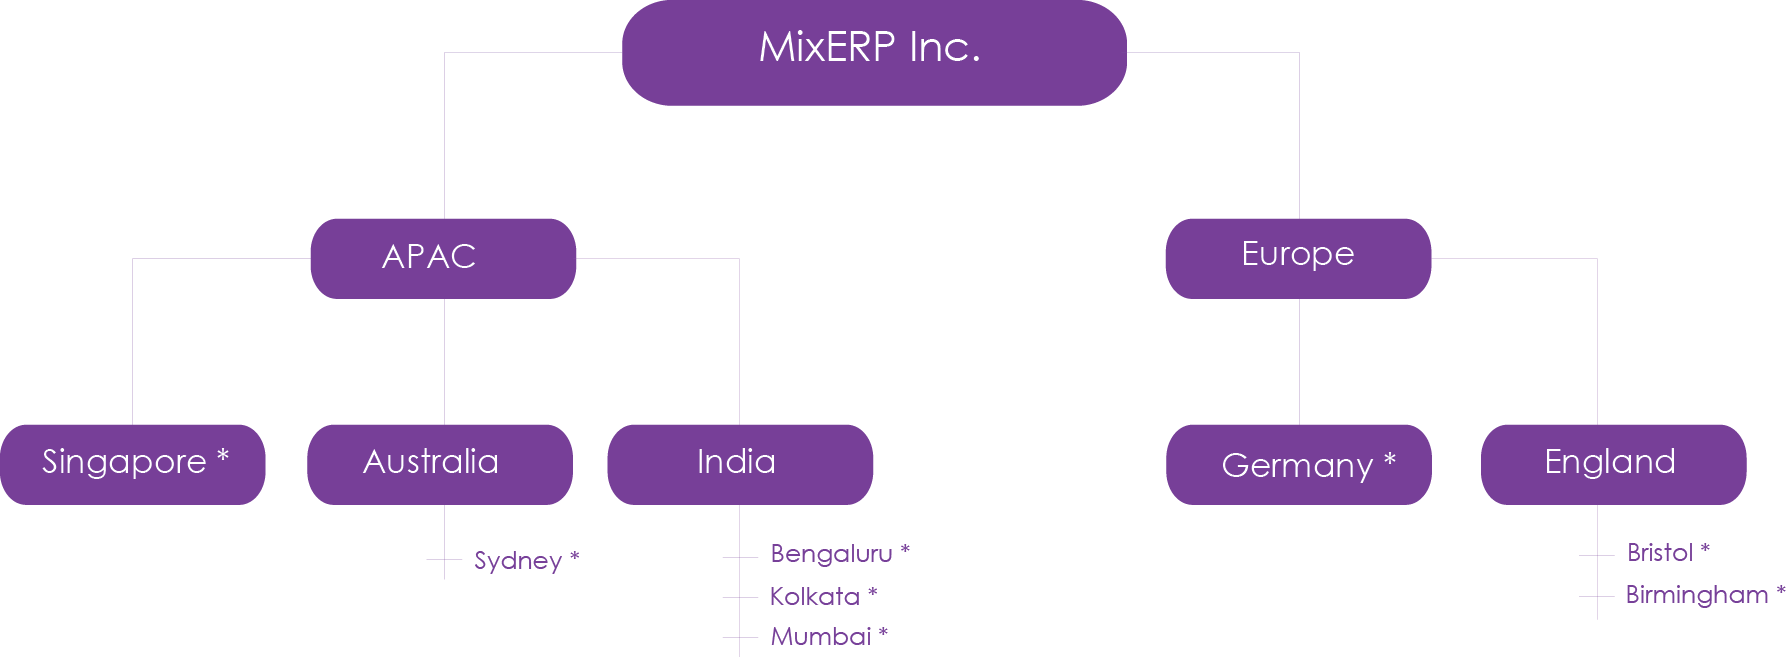 MixERP Inc.
APAC
Europe
Singapore *
Australia
India
Germany *
England
Sydney *
Bengaluru *
Kolkata *
Mumbai *
Bristol *
Birmingham *